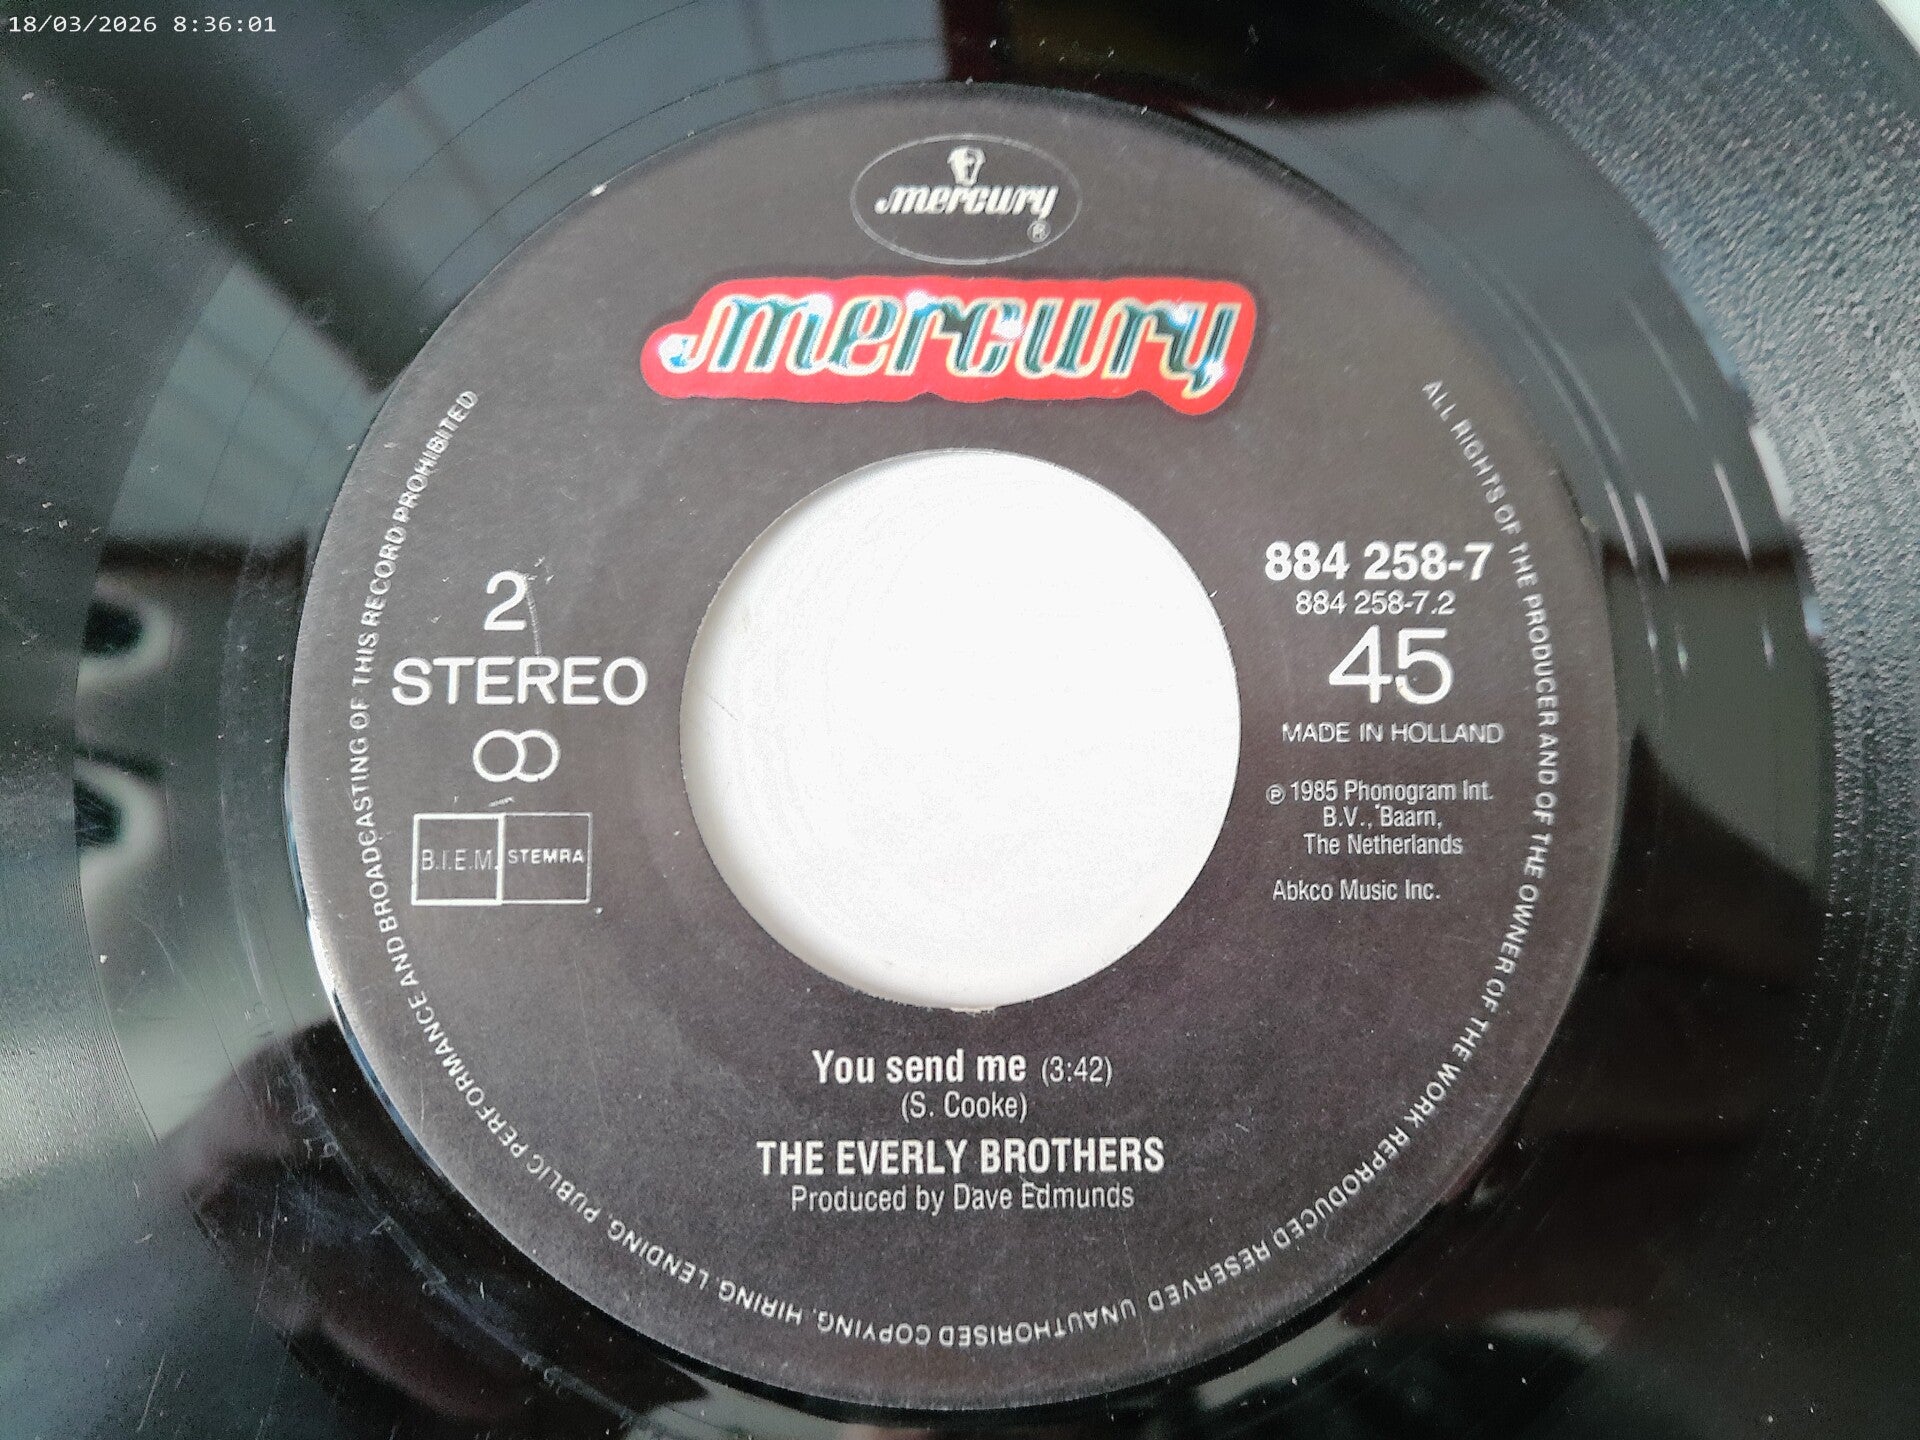 18/03/2026 8:36:01
mercury
®
mercury
884 258-7
884 258-7.2
45
MADE IN HOLLAND
℗ 1985 Phonogram Int.
B.V., Baarn,
The Netherlands
Abkco Music Inc.
2
STEREO
B.I.E.M. STEMRA
You send me (3:42)
(S. Cooke)
THE EVERLY BROTHERS
Produced by Dave Edmunds
ALL RIGHTS OF THE PRODUCER AND OF THE OWNER OF THE WORK REPRODUCED RESERVED UNAUTHORISED COPYING, HIRING, LENDING, PUBLIC PERFORMANCE AND BROADCASTING OF THIS RECORD PROHIBITED